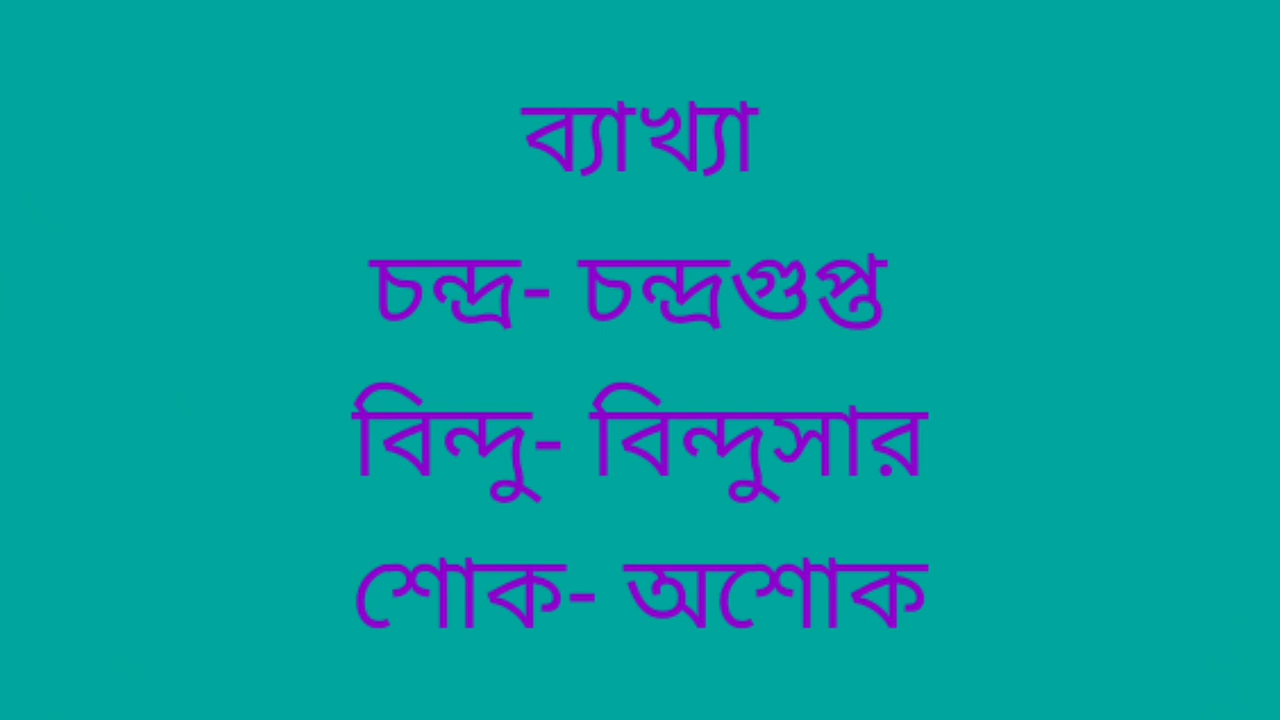 ব্যাখ্যা
চন্দ্র- চন্দ্রগুপ্ত
বিন্দু- বিন্দুসার
শোক- অশোক